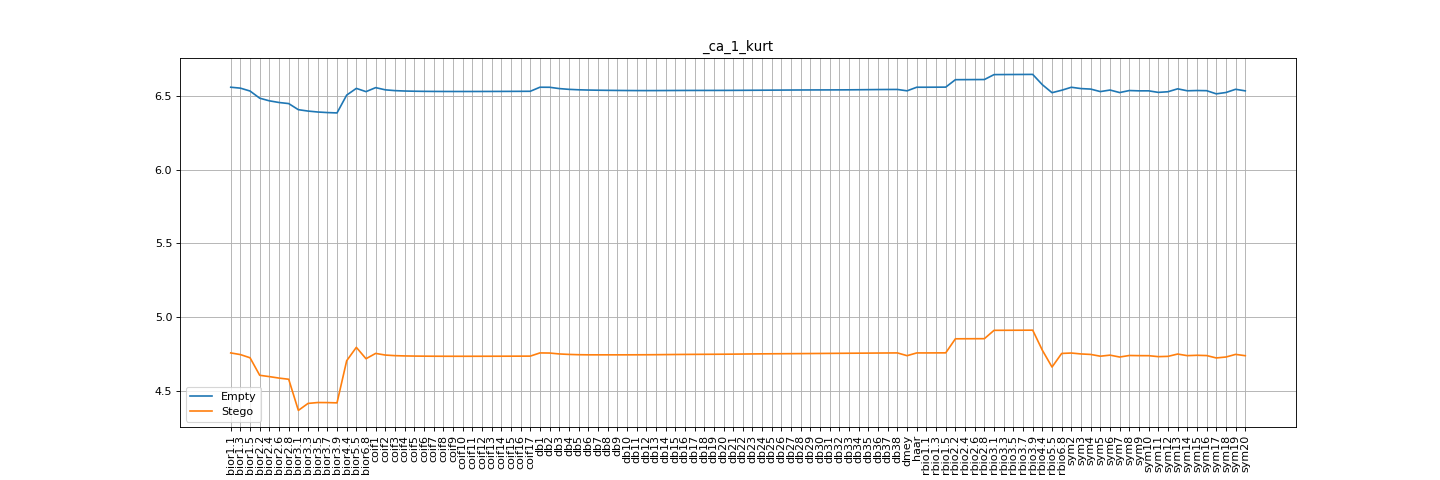 _ca_1_kurt
6.5
6.0
5.5
5.0
4.5
Empty
Stego
bior1.1
bior1.3
bior1.5
bior2.2
bior2.4
bior2.6
bior2.8
bior3.1
bior3.3
bior3.5
bior3.7
bior3.9
bior4.4
bior5.5
bior6.8
coif1
coif2
coif3
coif4
coif5
coif6
coif7
coif8
coif9
coif10
coif11
coif12
coif13
coif14
coif15
coif16
coif17
db1
db2
db3
db4
db5
db6
db7
db8
db9
db10
db11
db12
db13
db14
db15
db16
db17
db18
db19
db20
db21
db22
db23
db24
db25
db26
db27
db28
db29
db30
db31
db32
db33
db34
db35
db36
db37
db38
dmey
haar
rbio1.1
rbio1.3
rbio1.5
rbio2.2
rbio2.4
rbio2.6
rbio2.8
rbio3.1
rbio3.3
rbio3.5
rbio3.7
rbio3.9
rbio4.4
rbio5.5
rbio6.8
sym2
sym3
sym4
sym5
sym6
sym7
sym8
sym9
sym10
sym11
sym12
sym13
sym14
sym15
sym16
sym17
sym18
sym19
sym20